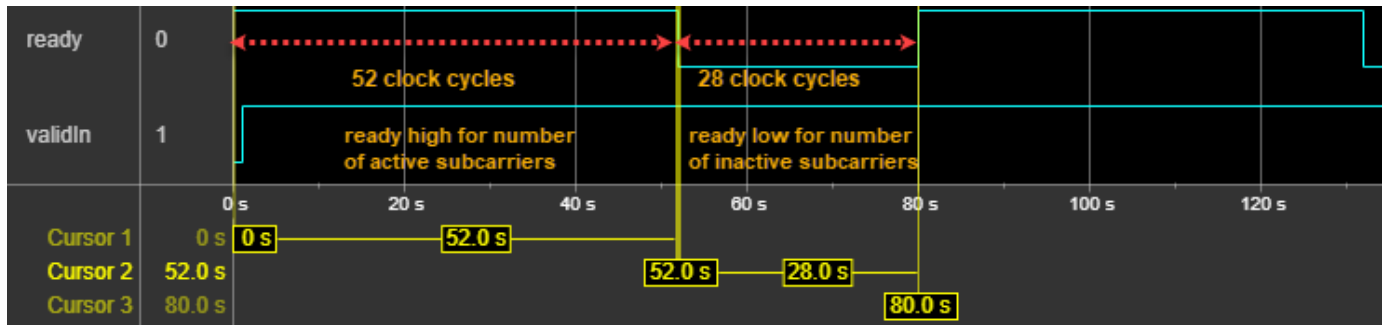 ready 0
52 clock cycles 28 clock cycles
validIn 1
ready high for number ready low for number
of active subcarriers of inactive subcarriers
0 s 20 s 40 s 60 s 80 s 100 s 120 s
Cursor 1 0 s 0 s 52.0 s
Cursor 2 52.0 s 52.0 s 28.0 s
Cursor 3 80.0 s 80.0 s